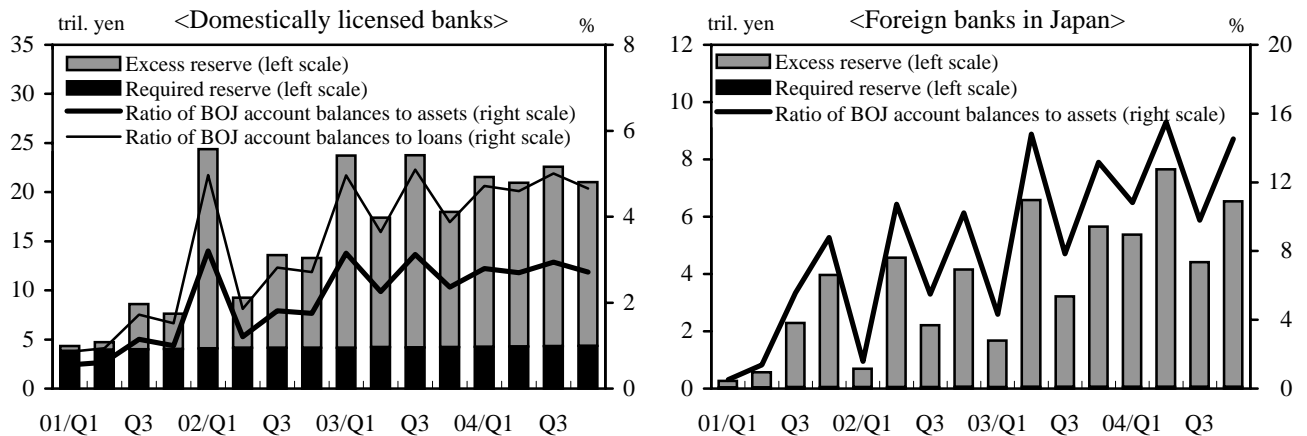 tril. yen <Domestically licensed banks> %
35
30
25
20
15
10
5
0
8
6
4
2
0
Excess reserve (left scale)
Required reserve (left scale)
Ratio of BOJ account balances to assets (right scale)
Ratio of BOJ account balances to loans (right scale)
01/Q1 Q3 02/Q1 Q3 03/Q1 Q3 04/Q1 Q3
tril. yen <Foreign banks in Japan> %
12
10
8
6
4
2
0
20
16
12
8
4
0
Excess reserve (left scale)
Required reserve (left scale)
Ratio of BOJ account balances to assets (right scale)
01/Q1 Q3 02/Q1 Q3 03/Q1 Q3 04/Q1 Q3